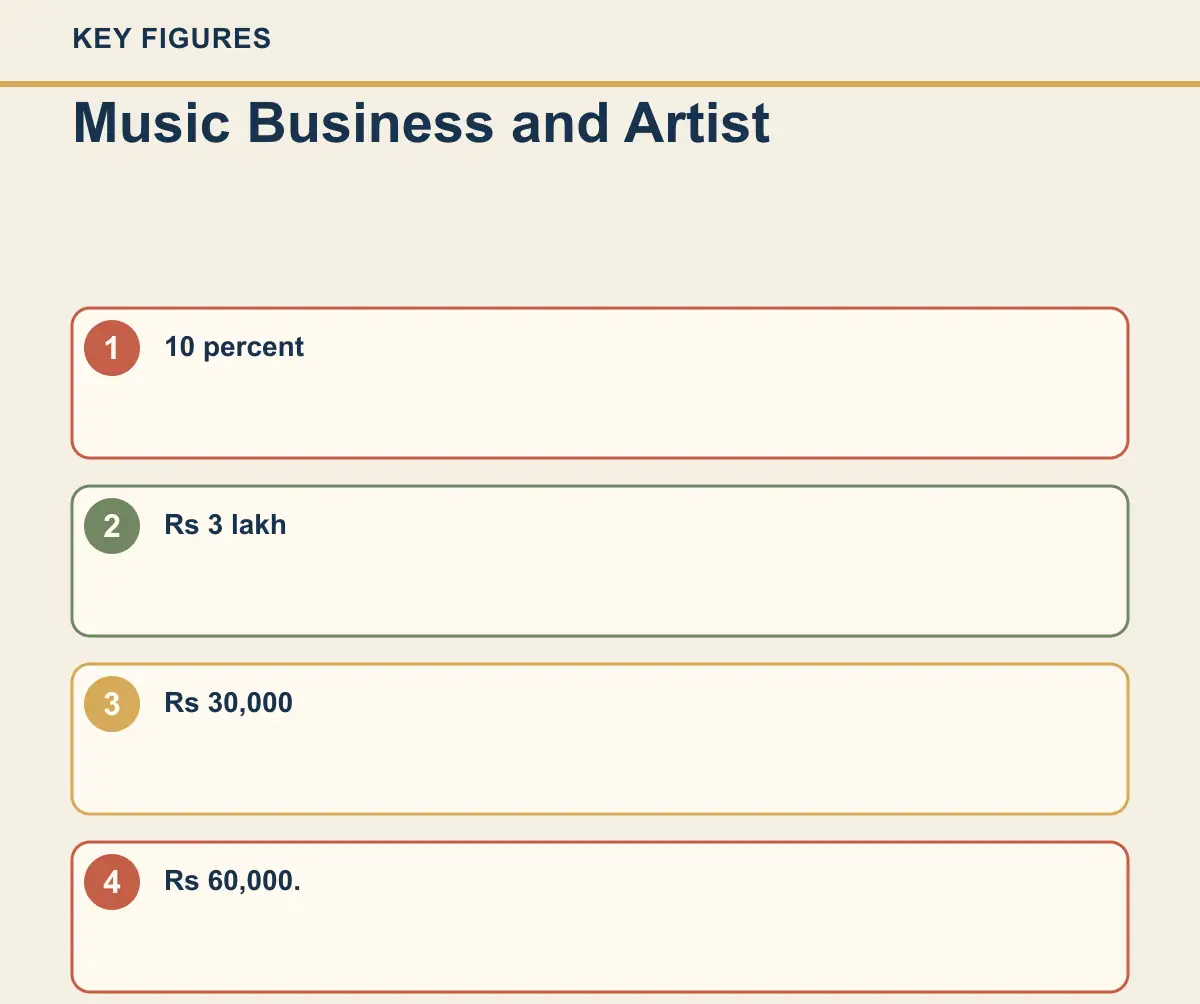 KEY FIGURES
Music Business and Artist
1 10 percent
2 Rs 3 lakh
3 Rs 30,000
4 Rs 60,000.